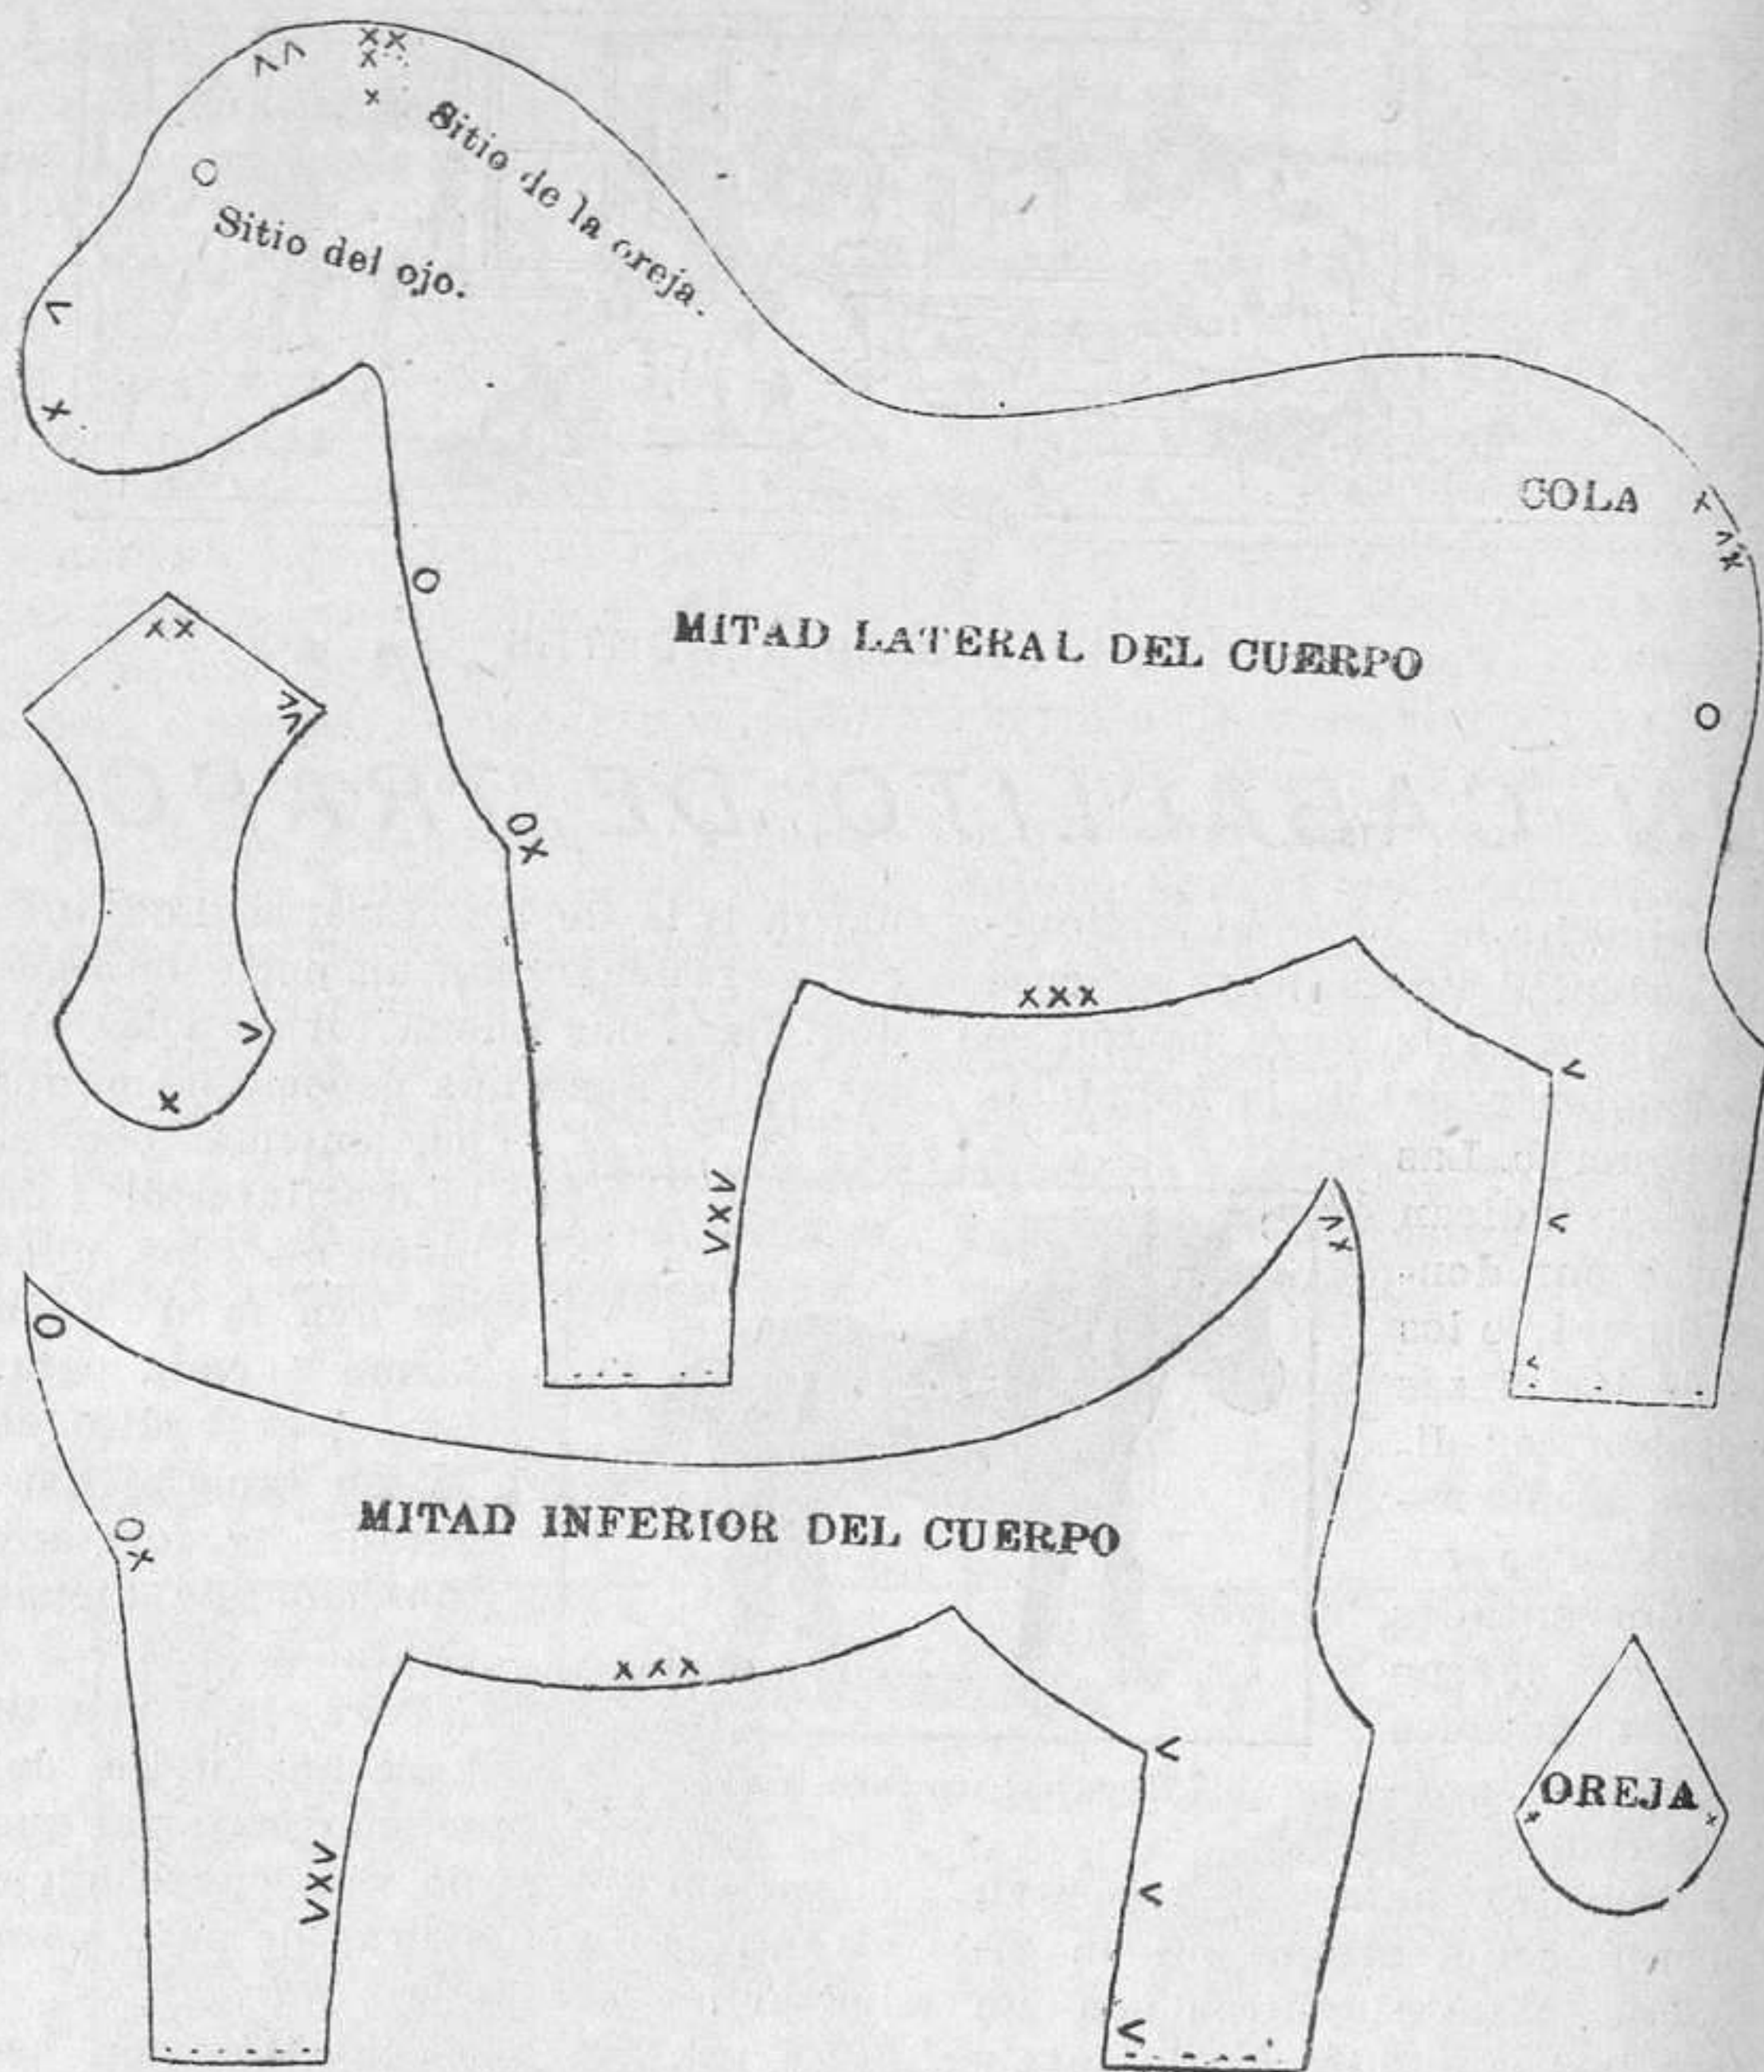 Sitio de la oreja.
Sitio del ojo.
COLA
MITAD LATERAL DEL CUERPO
MITAD INFERIOR DEL CUERPO
OREJA